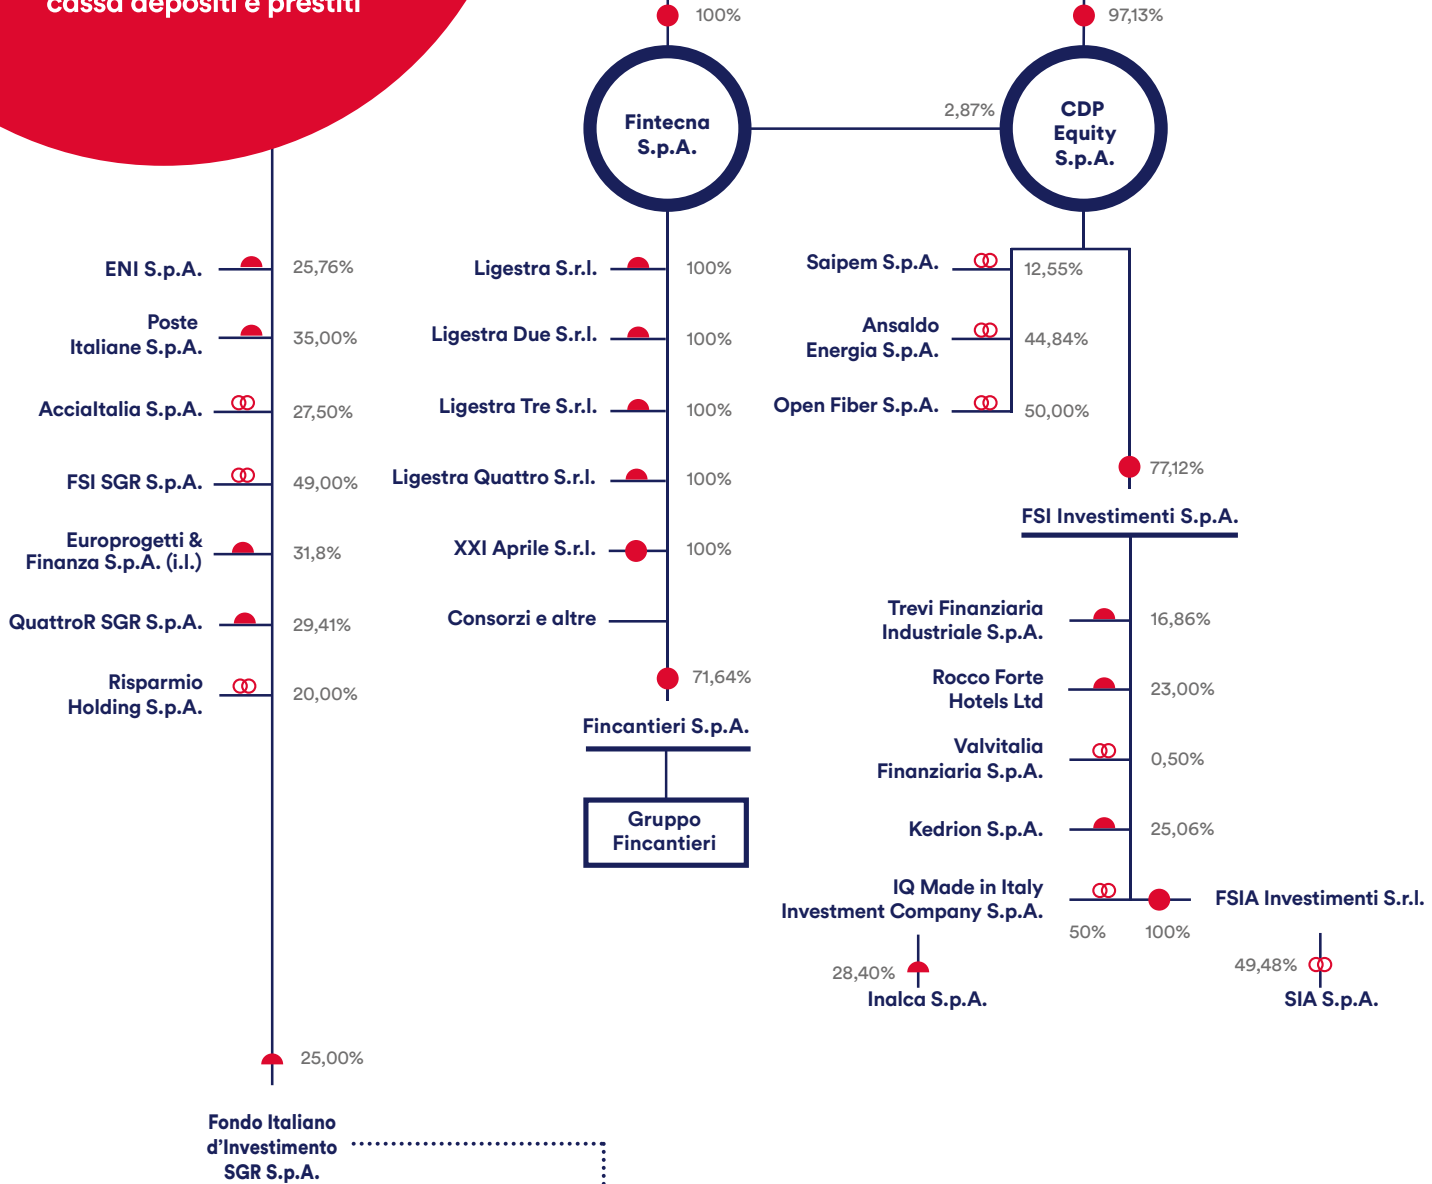 cassa depositi e prestiti
100%
97,13%
Fintecna
S.p.A.
2,87%
CDP
Equity
S.p.A.
ENI S.p.A.
25,76%
Poste
Italiane S.p.A.
35,00%
AcciaItalia S.p.A.
27,50%
FSI SGR S.p.A.
49,00%
Europrogetti &
Finanza S.p.A. (i.l.)
31,8%
QuattroR SGR S.p.A.
29,41%
Risparmio
Holding S.p.A.
20,00%
25,00%
Fondo Italiano
d’Investimento
SGR S.p.A.
Ligestra S.r.l.
100%
Ligestra Due S.r.l.
100%
Ligestra Tre S.r.l.
100%
Ligestra Quattro S.r.l.
100%
XXI Aprile S.r.l.
100%
Consorzi e altre
71,64%
Fincantieri S.p.A.
Gruppo
Fincantieri
Saipem S.p.A.
12,55%
Ansaldo
Energia S.p.A.
44,84%
Open Fiber S.p.A.
50,00%
77,12%
FSI Investimenti S.p.A.
Trevi Finanziaria
Industriale S.p.A.
16,86%
Rocco Forte
Hotels Ltd
23,00%
Valvitalia
Finanziaria S.p.A.
0,50%
Kedrion S.p.A.
25,06%
IQ Made in Italy
Investment Company S.p.A.
50%
100%
FSIA Investimenti S.r.l.
28,40%
Inalca S.p.A.
49,48%
SIA S.p.A.